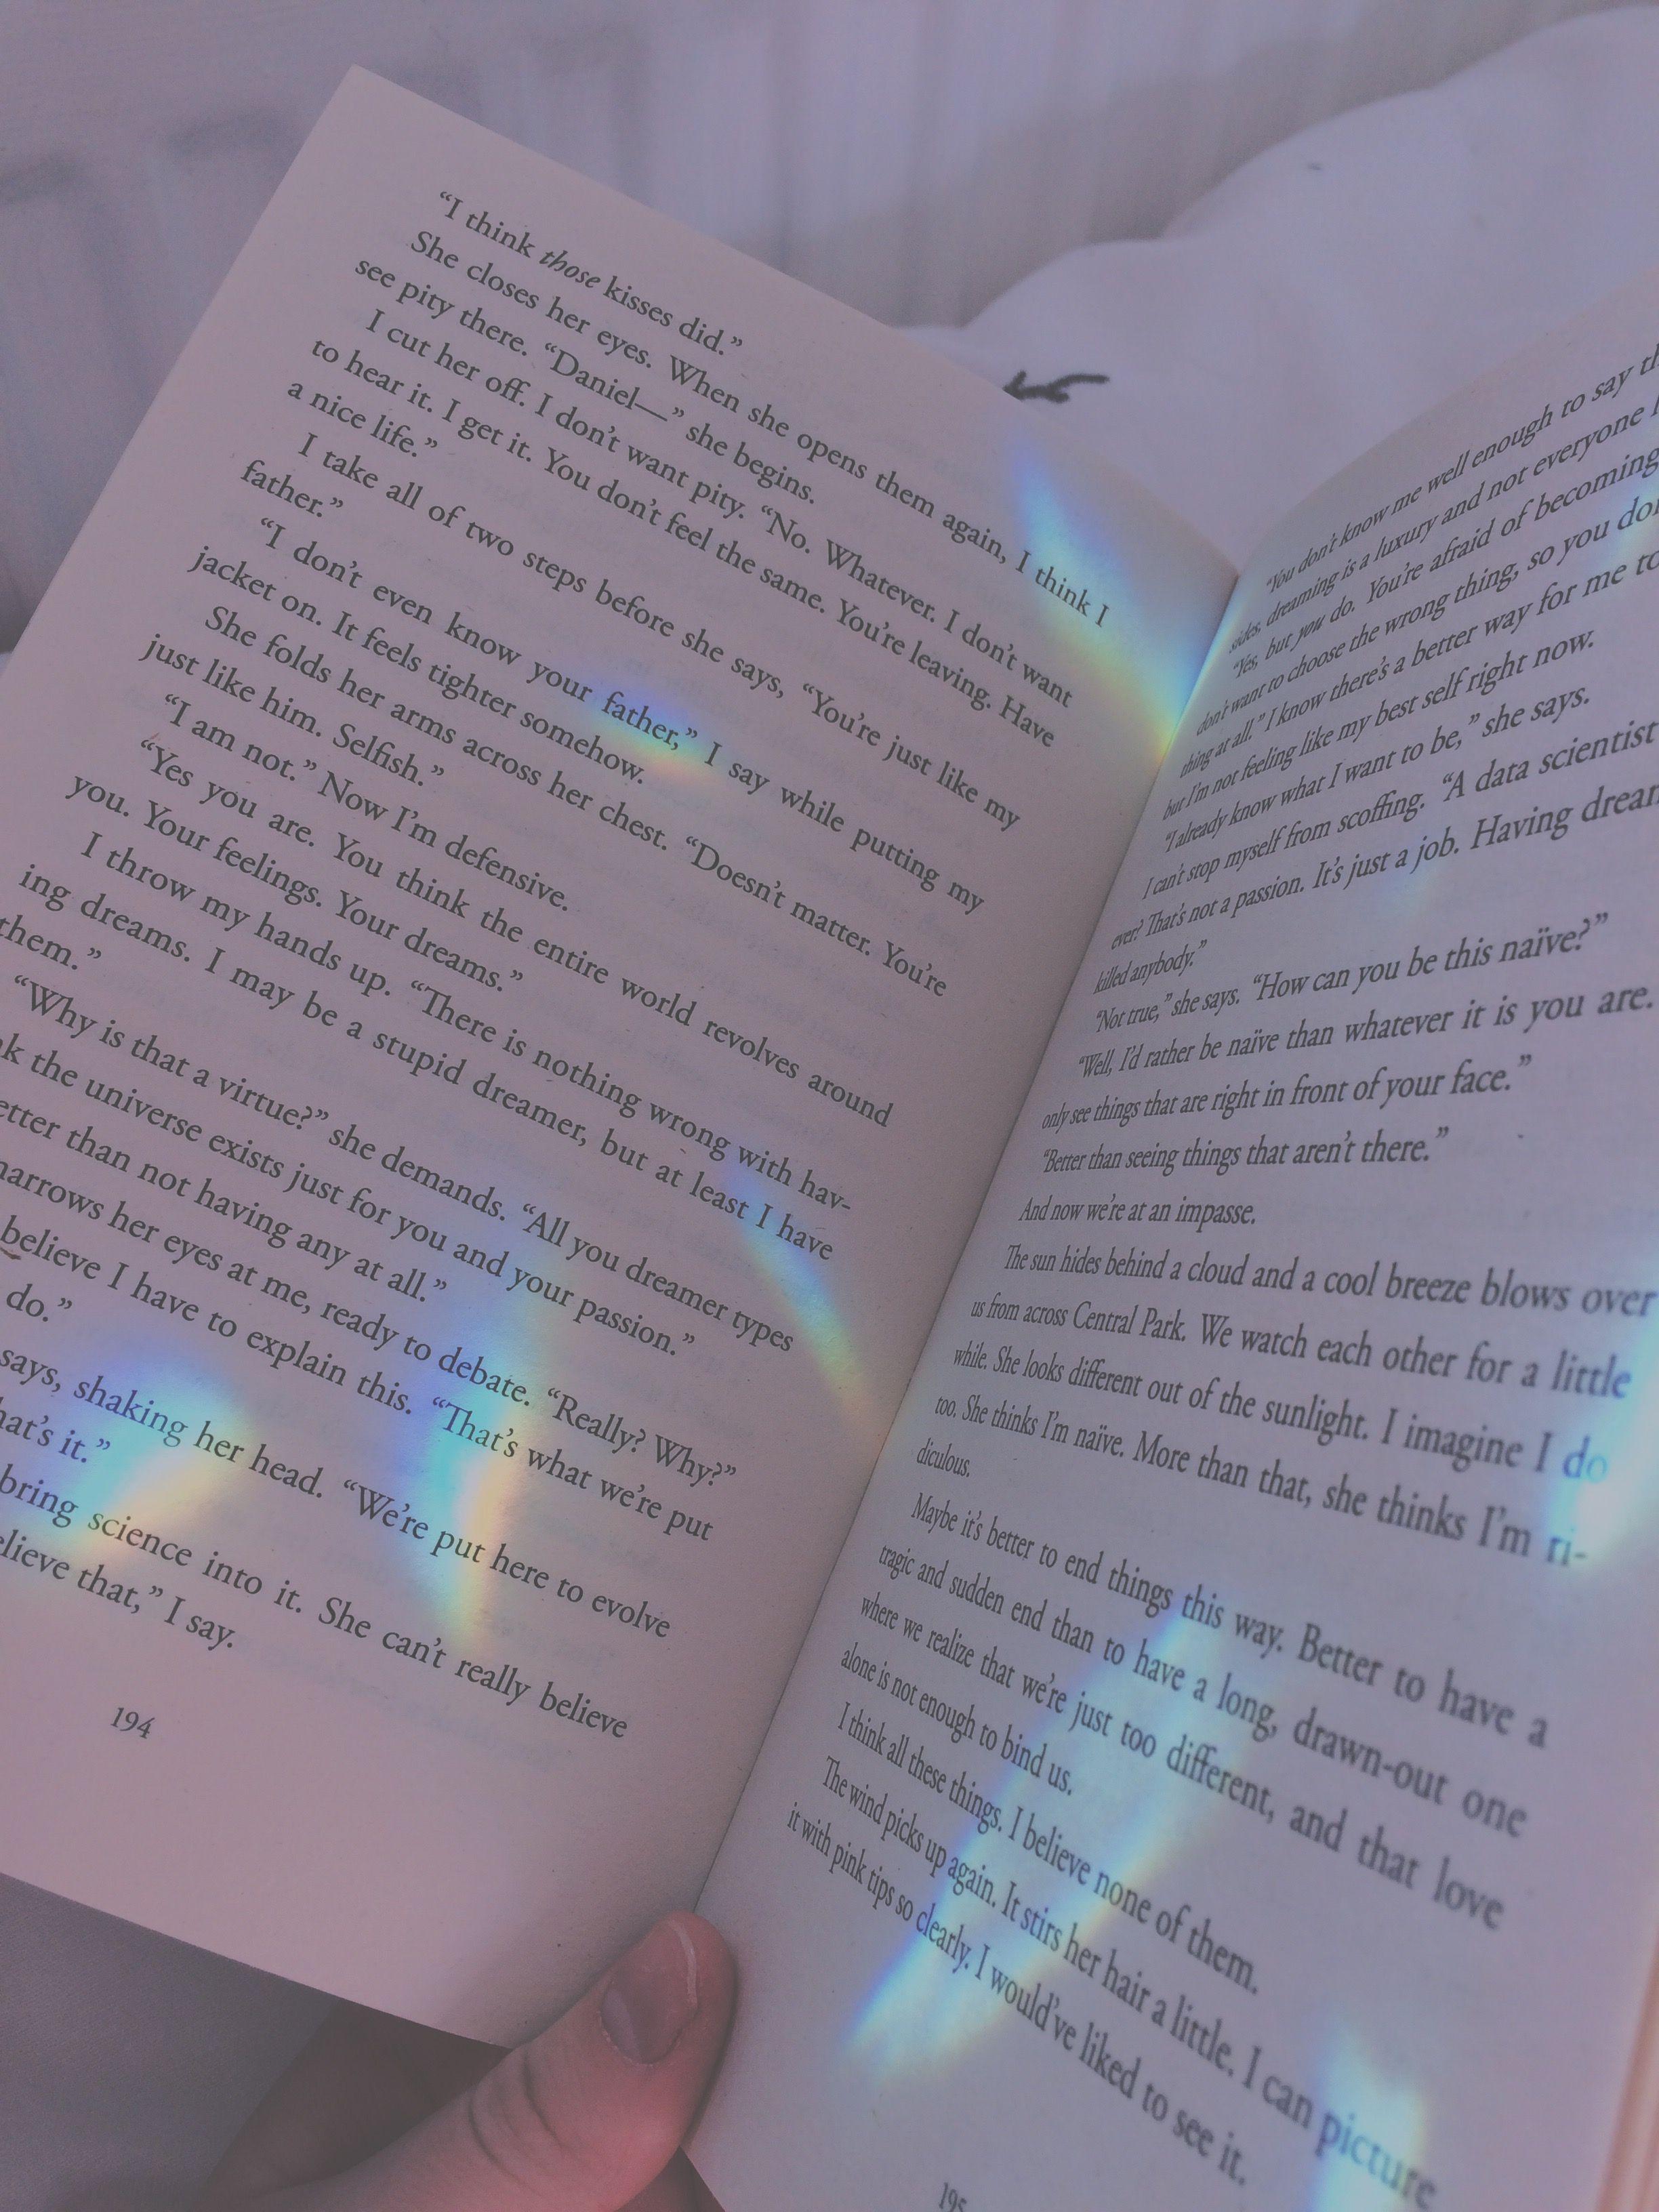 “I think those kisses did.”
She closes her eyes. When she opens them again, I think I
see pity there. “Daniel—” she begins.
I cut her off. I don’t want pity. “No. Whatever. I don’t want
to hear it. I get it. You don’t feel the same. You’re leaving. Have
a nice life.”
I take all of two steps before she says, “You’re just like my
father.”
“I don’t even know your father,” I say while putting my
jacket on. It feels tighter somehow.
She folds her arms across her chest. “Doesn’t matter. You’re
just like him. Selfish.”
“I am not.” Now I’m defensive.
“Yes you are. You think the entire world revolves around
you. Your feelings. Your dreams.”
I throw my hands up. “There is nothing wrong with hav-
ing dreams. I may be a stupid dreamer, but at least I have
them.”
“Why is that a virtue?” she demands. “All you dreamer types
the universe exists just for you and your passion.”
than not having any at all.”
narrows her eyes at me, ready to debate. “Really? Why?”
believe I have to explain this. “That’s what we’re put
do.”
says, shaking her head. “We’re put here to evolve
it.”
bring science into it. She can’t really believe
that,” I say.
194
“You don’t know me well enough to say
dreaming is a luxury and not everyone
“Yes, but you do. You’re afraid of becoming
don’t want to choose the wrong thing, so you
thing at all.” I know there’s a better way for me to
but I’m not feeling like my best self right now.
“I already know what I want to be,” she says.
I can’t stop myself from scoffing. “A data scientist
ever? That’s not a passion. It’s just a job. Having
killed anybody.”
“Not true,” she says. “How can you be this naïve?”
“Well, I’d rather be naïve than whatever it is you are.
only see things that are right in front of your face.”
“Better than seeing things that aren’t there.”
And now we’re at an impasse.
The sun hides behind a cloud and a cool breeze blows over
us from across Central Park. We watch each other for a little
while. She looks different out of the sunlight. I imagine I do
too. She thinks I’m naïve. More than that, she thinks I’m ri-
diculous.
Maybe it’s better to end things this way. Better to have a
tragic and sudden end than to have a long, drawn-out one
where we realize that we’re just too different, and that love
alone is not enough to bind us.
I think all these things. I believe none of them.
The wind picks up again. It stirs her hair a little. I can picture
it with pink tips so clearly. I would’ve liked to see it.
195